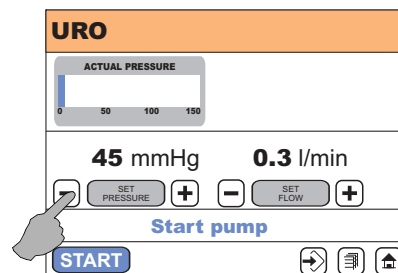 URO
ACTUAL PRESSURE
0 50 100 150
45 mmHg 0.3 l/min
- SET PRESSURE + - SET FLOW +
Start pump
START